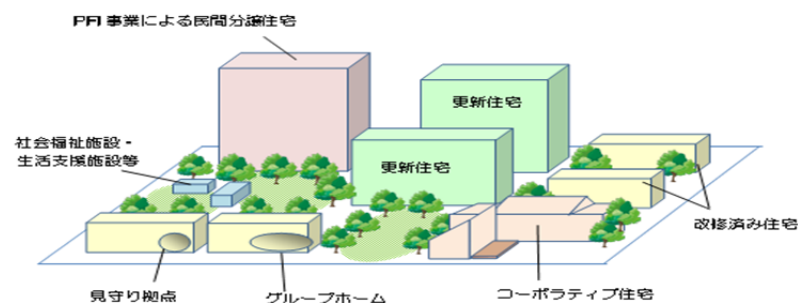 PFI事業による民間分譲住宅
更新住宅
社会福祉施設・
生活支援施設等
更新住宅
改修済み住宅
見守り拠点
グループホーム
コーポラティブ住宅